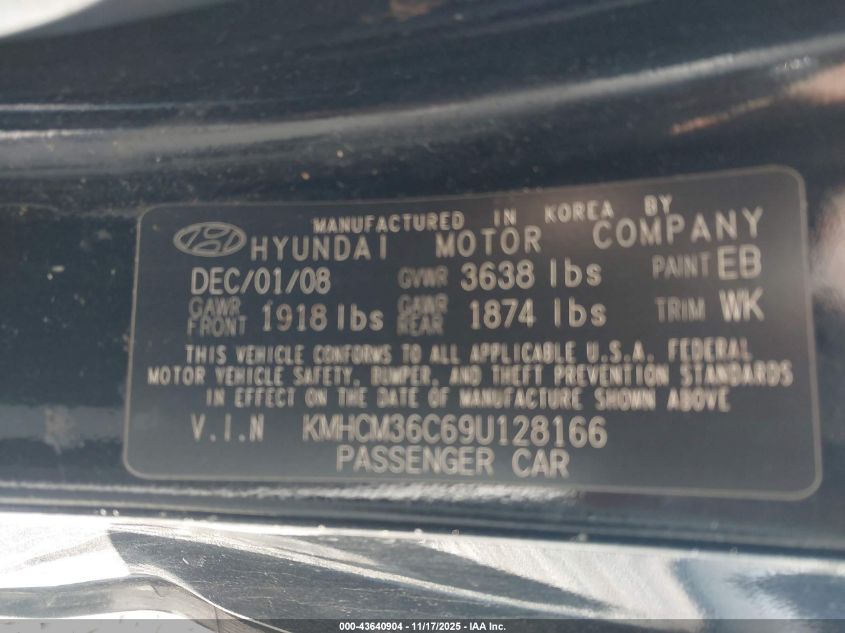 MANUFACTURED IN KOREA BY
HYUNDAI MOTOR COMPANY
DEC/01/08 GVWR 3638 lbs PAINT EB
GAWR FRONT 1918 lbs GAWR REAR 1874 lbs TRIM WK
THIS VEHICLE CONFORMS TO ALL APPLICABLE U.S.A. FEDERAL
MOTOR VEHICLE SAFETY, BUMPER, AND THEFT PREVENTION STANDARDS
IN EFFECT ON THE DATE OF MANUFACTURE SHOWN ABOVE
V.I.N KMHCM36C69U128166
PASSENGER CAR
000-43640904 - 11/17/2025 - IAA Inc.